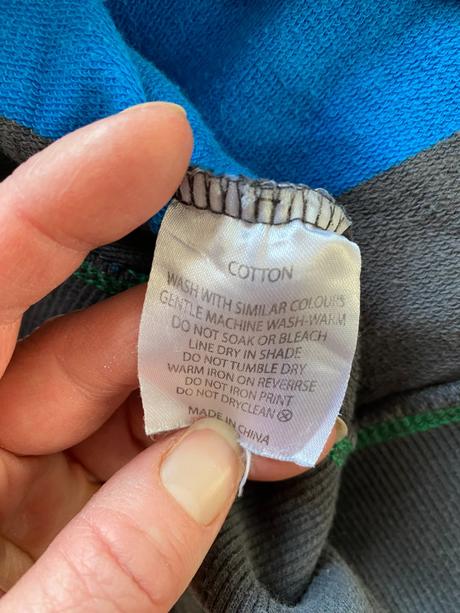 COTTON
WASH WITH SIMILAR COLOURS
GENTLE MACHINE WASH-WARM
DO NOT SOAK OR BLEACH
LINE DRY IN SHADE
DO NOT TUMBLE DRY
WARM IRON ON REVERRSE
DO NOT IRON PRINT
DO NOT DRYCLEAN
MADE IN CHINA